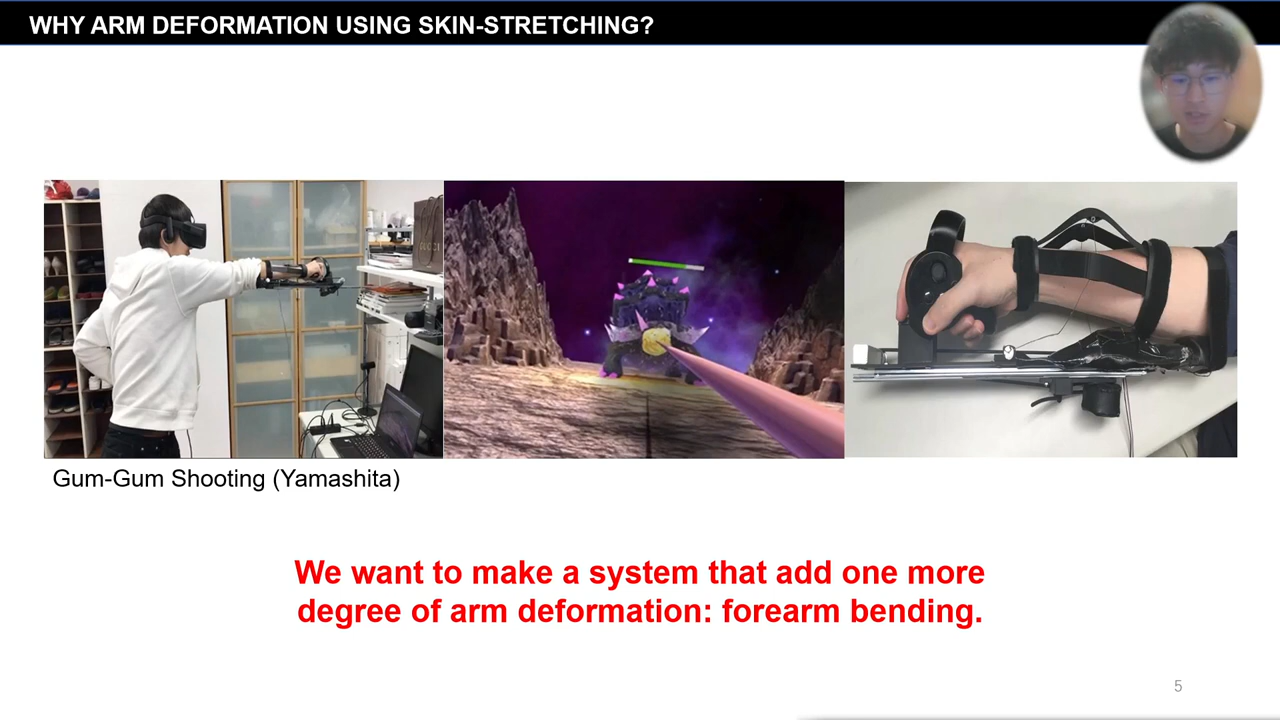 WHY ARM DEFORMATION USING SKIN-STRETCHING?
Gum-Gum Shooting (Yamashita)
We want to make a system that add one more
degree of arm deformation: forearm bending.
5